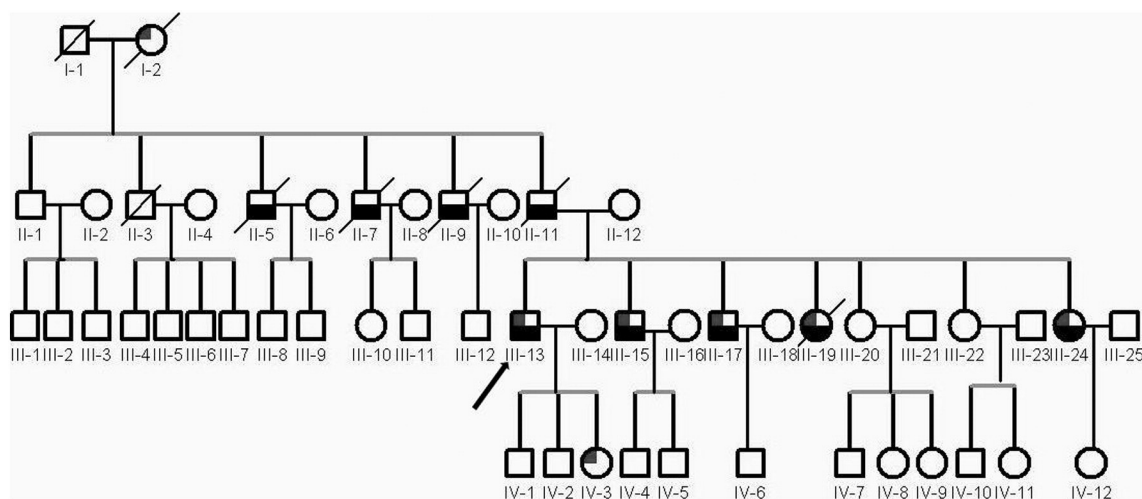 I-1 I-2
II-1 II-2 II-3 II-4 II-5 II-6 II-7 II-8 II-9 II-10 II-11 II-12
III-1 III-2 III-3 III-4 III-5 III-6 III-7 III-8 III-9 III-10 III-11 III-12 III-13 III-14 III-15 III-16 III-17 III-18 III-19 III-20 III-21 III-22 III-23 III-24 III-25
IV-1 IV-2 IV-3 IV-4 IV-5 IV-6 IV-7 IV-8 IV-9 IV-10 IV-11 IV-12